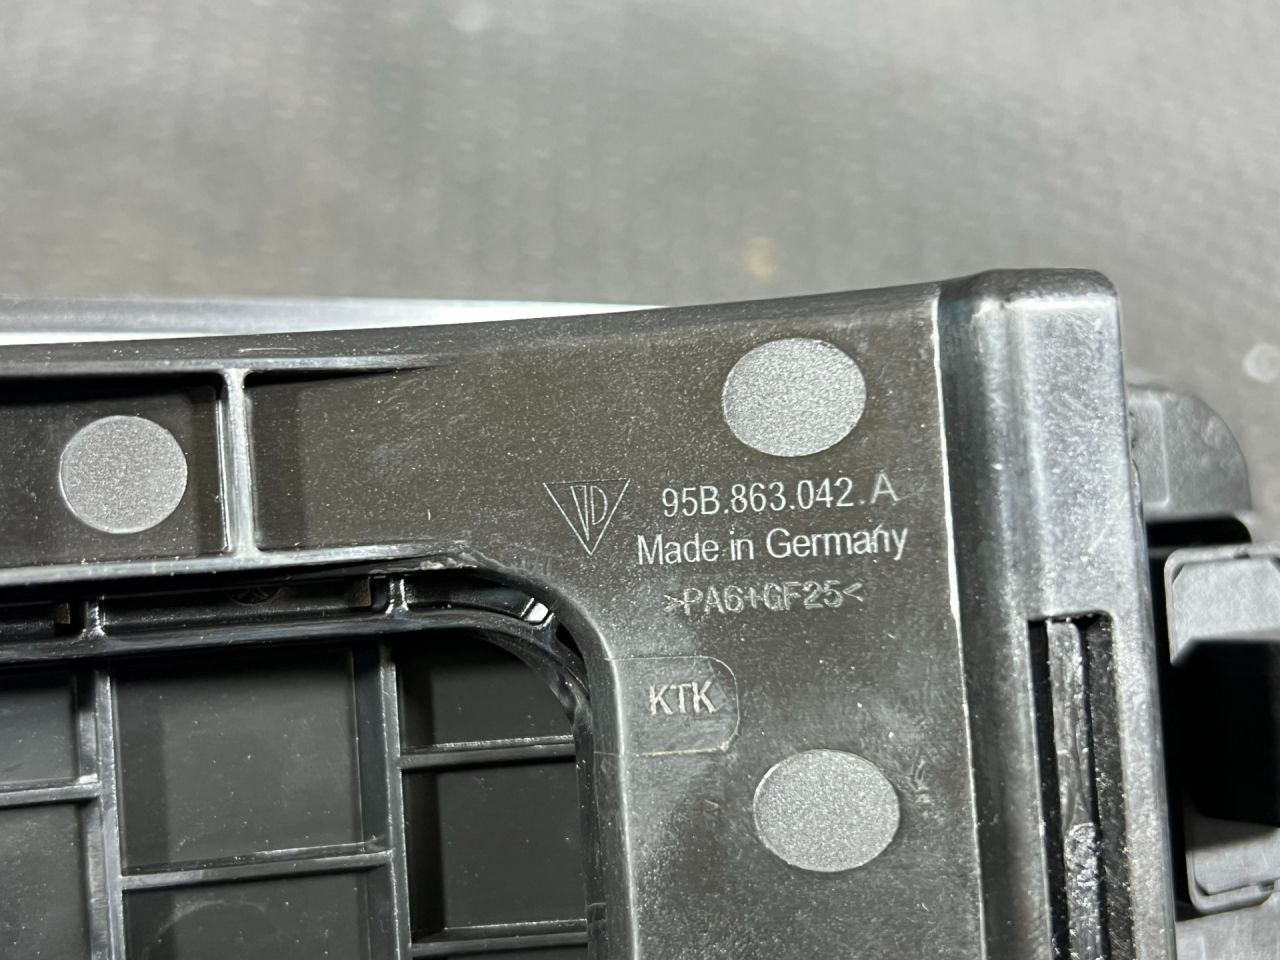 95B.863.042.A
Made in Germany
>PA6+GF25<
KTK